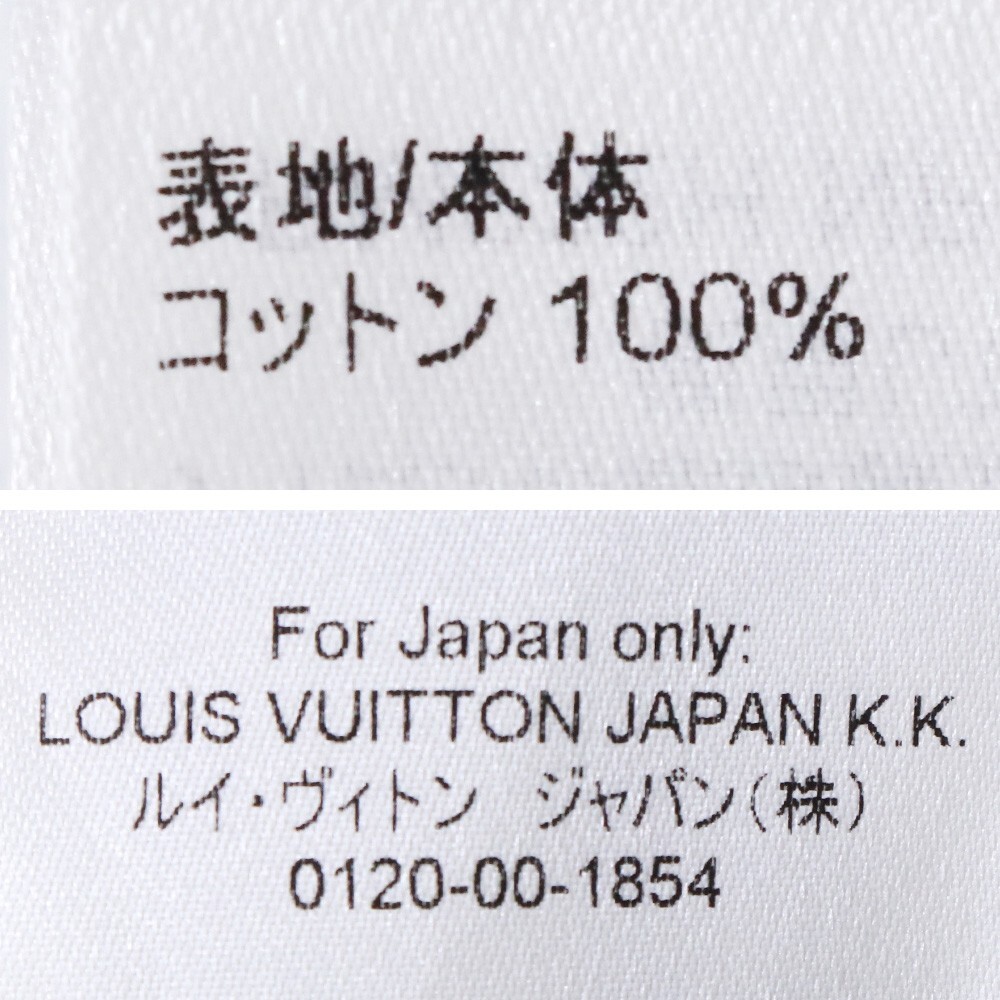 表地/本体
コットン 100%
For Japan only:
LOUIS VUITTON JAPAN K.K.
ルイ・ヴィトン　ジャパン(株)
0120-00-1854